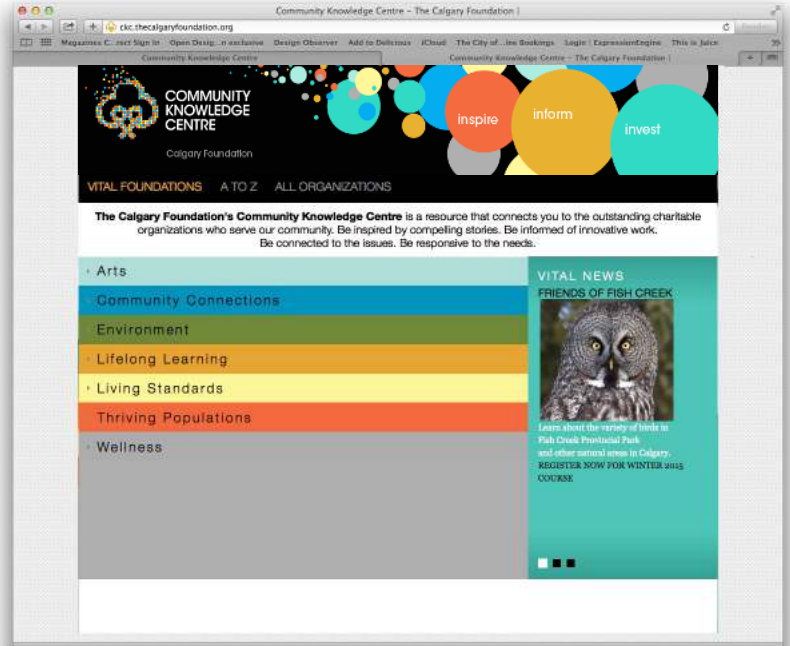 Community Knowledge Centre – The Calgary Foundation |
ckc.thecalgaryfoundation.org
Reader
Magazines C...rect Sign In Open Desig...n exclusive Design Observer Add to Delicious iCloud The City of...ine Bookings Login | ExpressionEngine This is Juice
Community Knowledge Centre
Community Knowledge Centre – The Calgary Foundation |
COMMUNITY
KNOWLEDGE
CENTRE
Calgary Foundation
inspire
inform
invest
VITAL FOUNDATIONS A TO Z ALL ORGANIZATIONS
The Calgary Foundation's Community Knowledge Centre is a resource that connects you to the outstanding charitable
organizations who serve our community. Be inspired by compelling stories. Be informed of innovative work.
Be connected to the issues. Be responsive to the needs.
Arts
Community Connections
Environment
Lifelong Learning
Living Standards
Thriving Populations
Wellness
VITAL NEWS
FRIENDS OF FISH CREEK
Learn about the variety of birds in
Fish Creek Provincial Park
and other natural areas in Calgary.
REGISTER NOW FOR WINTER 2015
COURSE